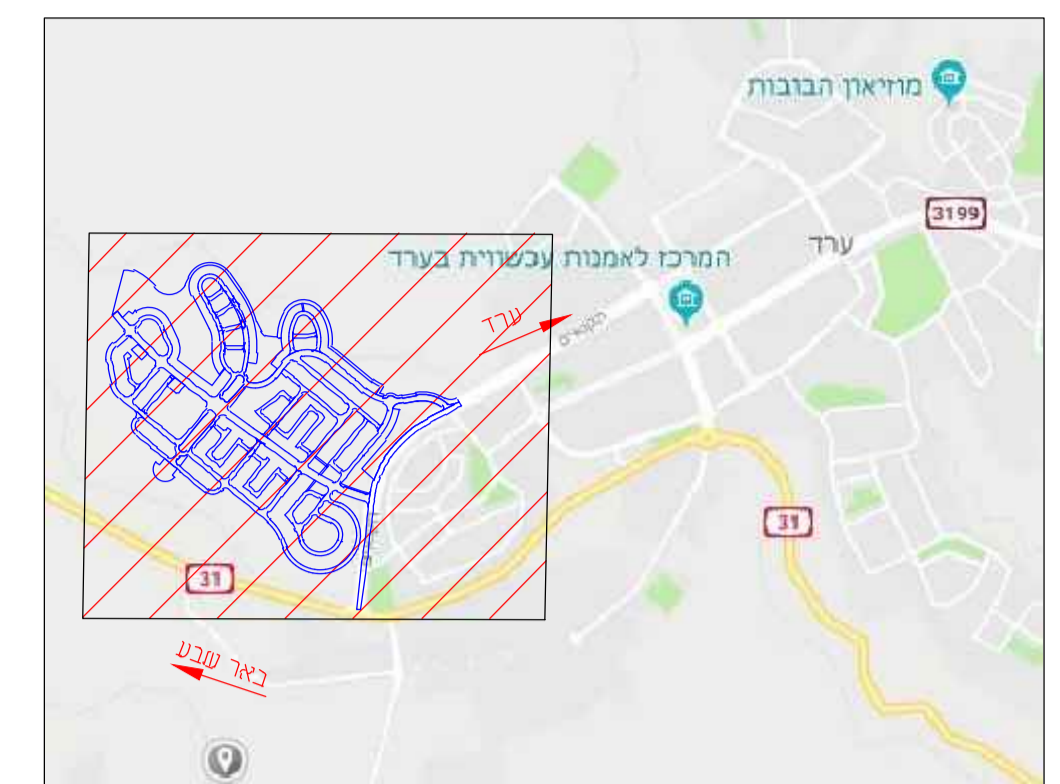 מוזיאון הבובות
3199
ערד
המרכז לאמנות עכשווית בערד
ערד
31
31
באר שבע